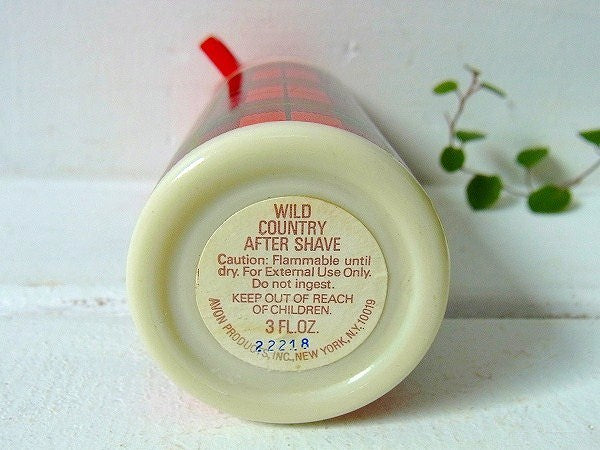 WILD
COUNTRY
AFTER SHAVE
Caution: Flammable until
dry. For External Use Only.
Do not ingest.
KEEP OUT OF REACH
OF CHILDREN.
3 FL.OZ.
22218
AVON PRODUCTS, INC., NEW YORK, N.Y. 10019